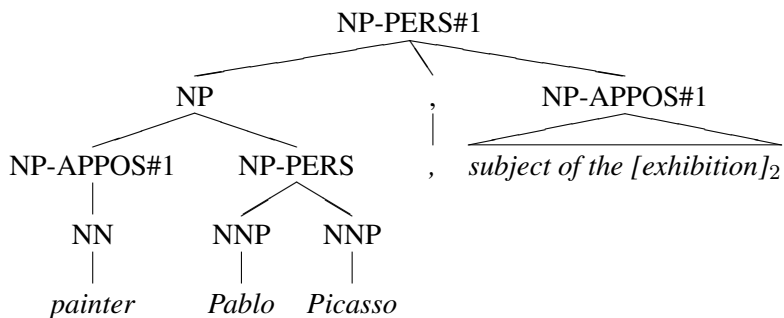 NP-PERS#1
NP , NP-APPOS#1
NP-APPOS#1 NP-PERS , subject of the [exhibition]₂
NN NNP NNP
painter Pablo Picasso